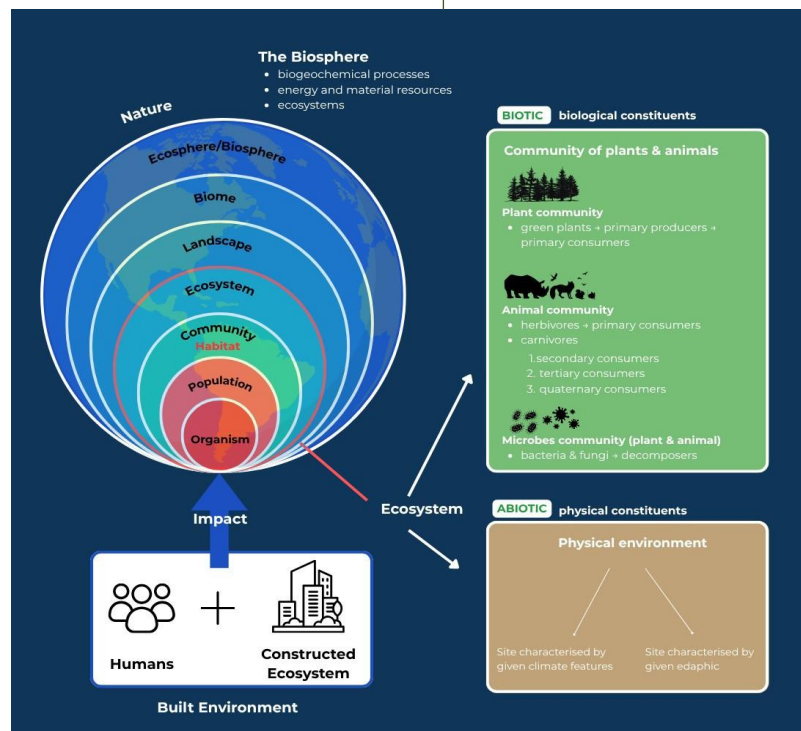 The Biosphere
• biogeochemical processes
• energy and material resources
• ecosystems
Nature
Ecosphere/Biosphere
Biome
Landscape
Ecosystem
Community
Habitat
Population
Organism
Impact
Humans
+
Constructed
Ecosystem
Built Environment
Ecosystem
BIOTIC biological constituents
Community of plants & animals
Plant community
• green plants → primary producers →
primary consumers
Animal community
• herbivores → primary consumers
• carnivores
1.secondary consumers
2. tertiary consumers
3. quaternary consumers
Microbes community (plant & animal)
• bacteria & fungi → decomposers
ABIOTIC physical constituents
Physical environment
Site characterised by
given climate features
Site characterised by
given edaphic